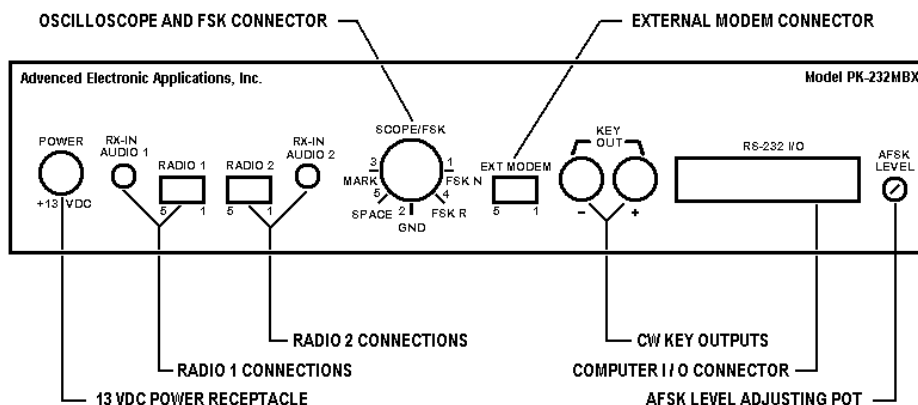 OSCILLOSCOPE AND FSK CONNECTOR
EXTERNAL MODEM CONNECTOR
Advanced Electronic Applications, Inc.
Model PK-232MBX
POWER
+13 VDC
RX-IN
AUDIO 1
RADIO 1
5 1
RADIO 2
5 1
RX-IN
AUDIO 2
SCOPE/FSK
3 1
MARK FSK N
5 4
SPACE 2 FSK R
GND
EXT MODEM
5 1
KEY
OUT
- +
RS-232 I/O
AFSK
LEVEL
RADIO 2 CONNECTIONS
CW KEY OUTPUTS
RADIO 1 CONNECTIONS
COMPUTER I / O CONNECTOR
13 VDC POWER RECEPTACLE
AFSK LEVEL ADJUSTING POT